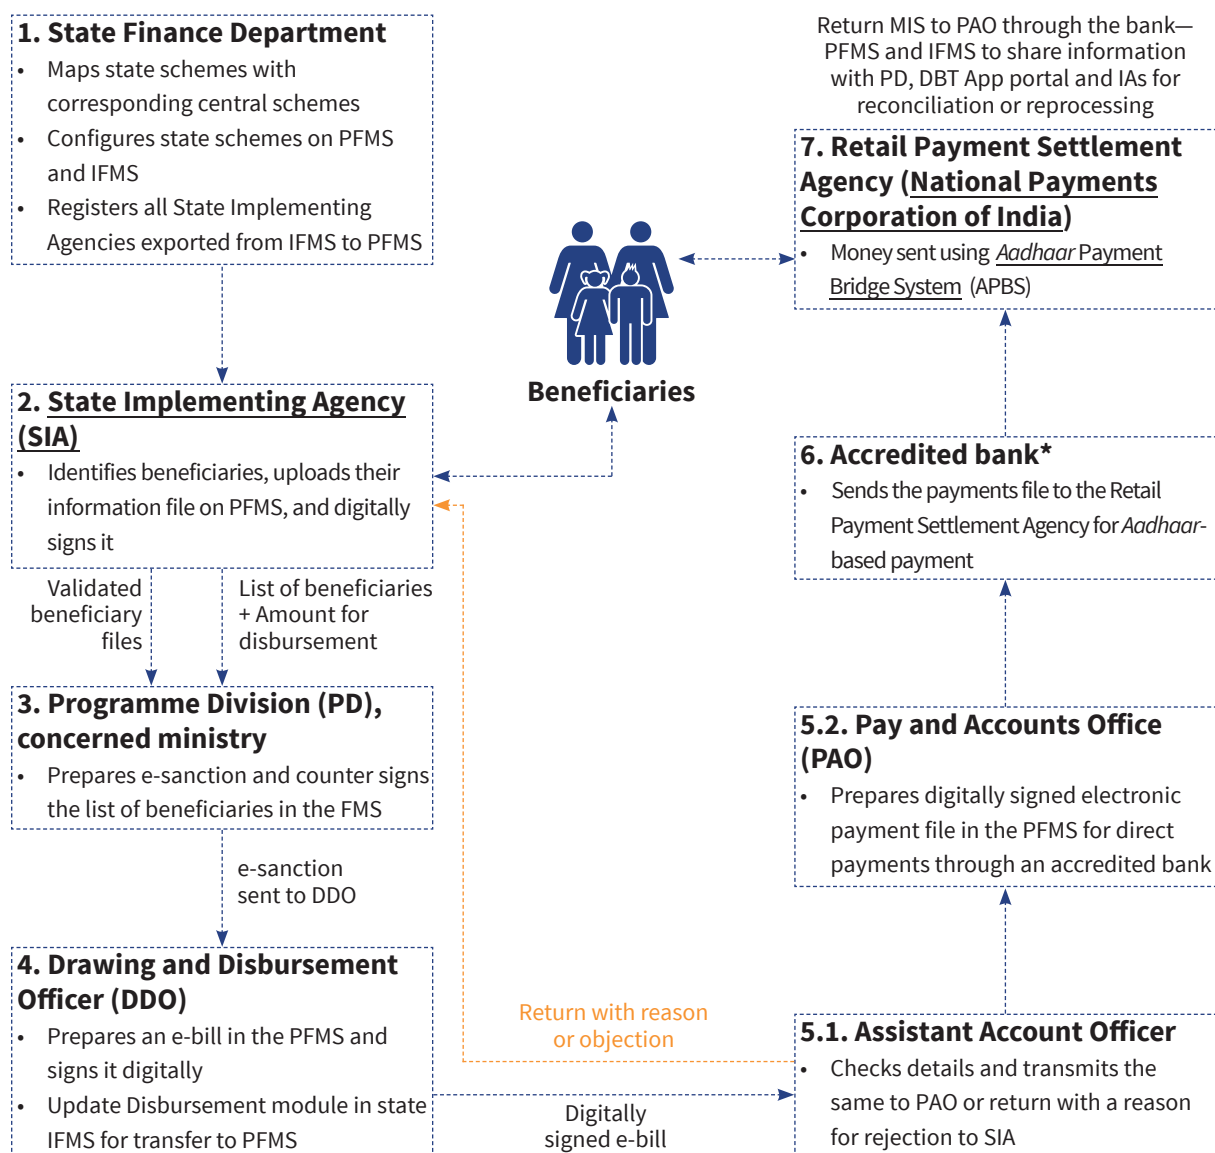 1. State Finance Department
• Maps state schemes with
corresponding central schemes
• Configures state schemes on PFMS
and IFMS
• Registers all State Implementing
Agencies exported from IFMS to PFMS
2. State Implementing Agency
(SIA)
• Identifies beneficiaries, uploads their
information file on PFMS, and digitally
signs it
Validated
beneficiary
files
List of beneficiaries
+ Amount for
disbursement
3. Programme Division (PD),
concerned ministry
• Prepares e-sanction and counter signs
the list of beneficiaries in the FMS
e-sanction
sent to DDO
4. Drawing and Disbursement
Officer (DDO)
• Prepares an e-bill in the PFMS and
signs it digitally
• Update Disbursement module in state
IFMS for transfer to PFMS
Beneficiaries
Return with reason
or objection
Digitally
signed e-bill
Return MIS to PAO through the bank—
PFMS and IFMS to share information
with PD, DBT App portal and IAs for
reconciliation or reprocessing
7. Retail Payment Settlement
Agency (National Payments
Corporation of India)
• Money sent using Aadhaar Payment
Bridge System (APBS)
6. Accredited bank*
• Sends the payments file to the Retail
Payment Settlement Agency for Aadhaar-
based payment
5.2. Pay and Accounts Office
(PAO)
• Prepares digitally signed electronic
payment file in the PFMS for direct
payments through an accredited bank
5.1. Assistant Account Officer
• Checks details and transmits the
same to PAO or return with a reason
for rejection to SIA